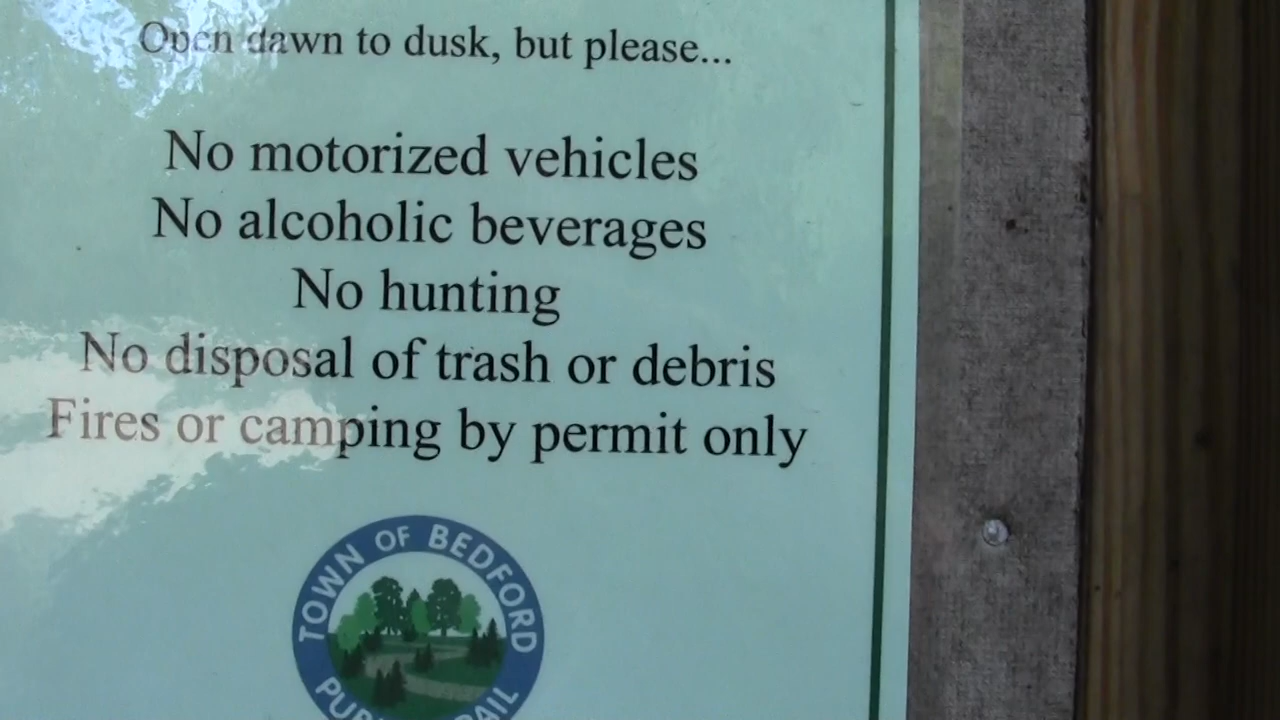 Open dawn to dusk, but please...
No motorized vehicles
No alcoholic beverages
No hunting
No disposal of trash or debris
Fires or camping by permit only
TOWN OF BEDFORD